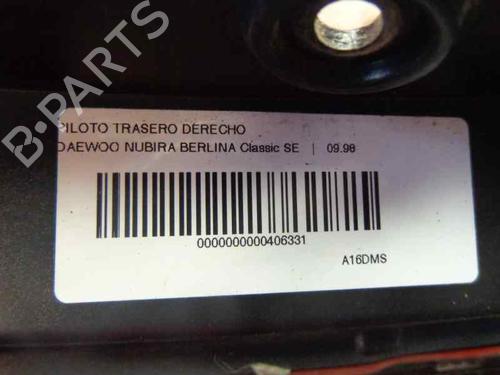 B-PARTS
PILOTO TRASERO DERECHO
DAEWOO NUBIRA BERLINA Classic SE | 09.98
0000000000406331
A16DMS